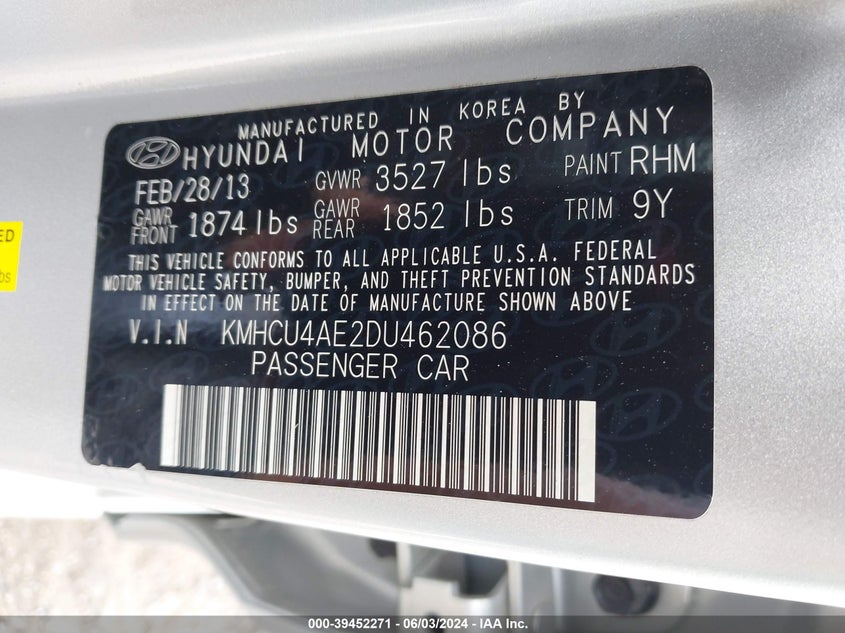 MANUFACTURED IN KOREA BY
HYUNDAI MOTOR COMPANY
FEB/28/13 GVWR 3527 lbs PAINT RHM
GAWR FRONT 1874 lbs GAWR REAR 1852 lbs TRIM 9Y
THIS VEHICLE CONFORMS TO ALL APPLICABLE U.S.A. FEDERAL
MOTOR VEHICLE SAFETY, BUMPER, AND THEFT PREVENTION STANDARDS
IN EFFECT ON THE DATE OF MANUFACTURE SHOWN ABOVE
V.I.N KMHCU4AE2DU462086
PASSENGER CAR
000-39452271 - 06/03/2024 - IAA Inc.